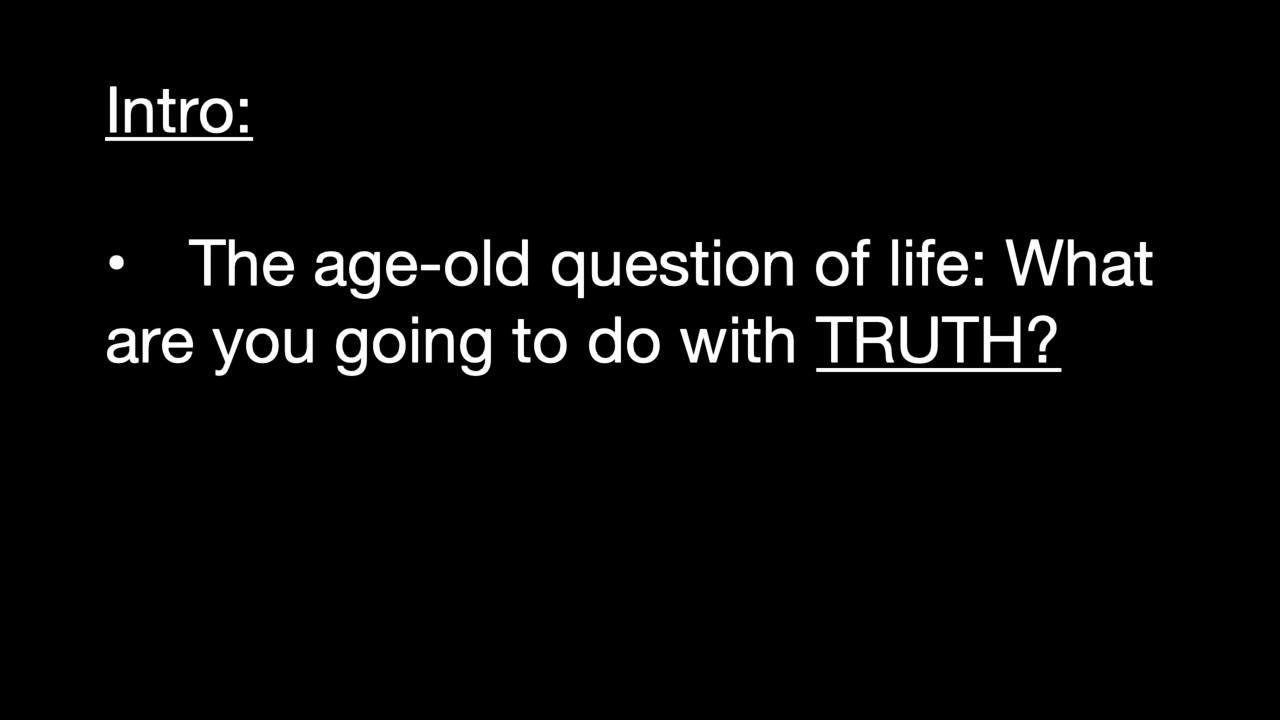 Intro:
• The age-old question of life: What
are you going to do with TRUTH?